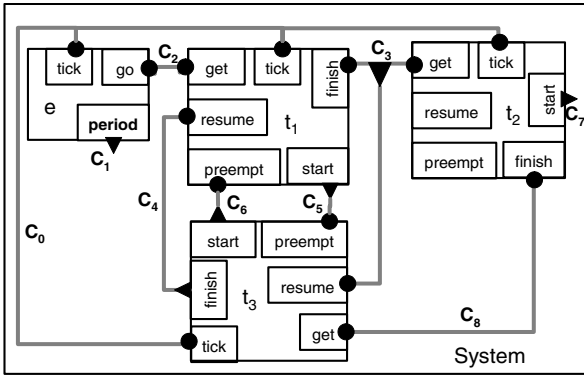 C2
C3
tick
go
get
tick
finish
get
tick
start
e
period
resume
t1
resume
t2
C7
C1
preempt
start
preempt
finish
C4
C6
C5
C0
start
preempt
finish
t3
resume
get
C8
tick
System